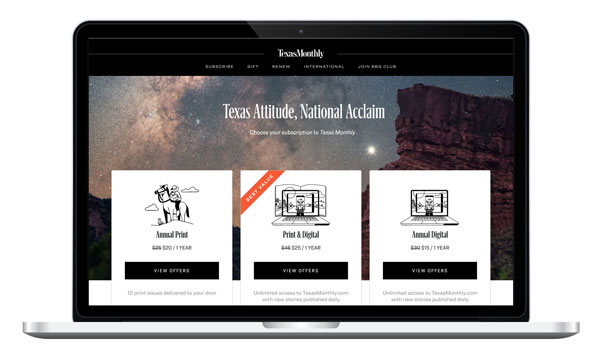 TexasMonthly
SUBSCRIBE GIFT RENEW INTERNATIONAL JOIN BBQ CLUB
Texas Attitude, National Acclaim
Choose your subscription to Texas Monthly.
BEST VALUE
Annual Print
$35 $20 / 1 YEAR
VIEW OFFERS
12 print issues delivered to your door
Print & Digital
$45 $25 / 1 YEAR
VIEW OFFERS
Unlimited access to TexasMonthly.com
with new stories published daily
Annual Digital
$30 $15 / 1 YEAR
VIEW OFFERS
Unlimited access to TexasMonthly.com
with new stories published daily